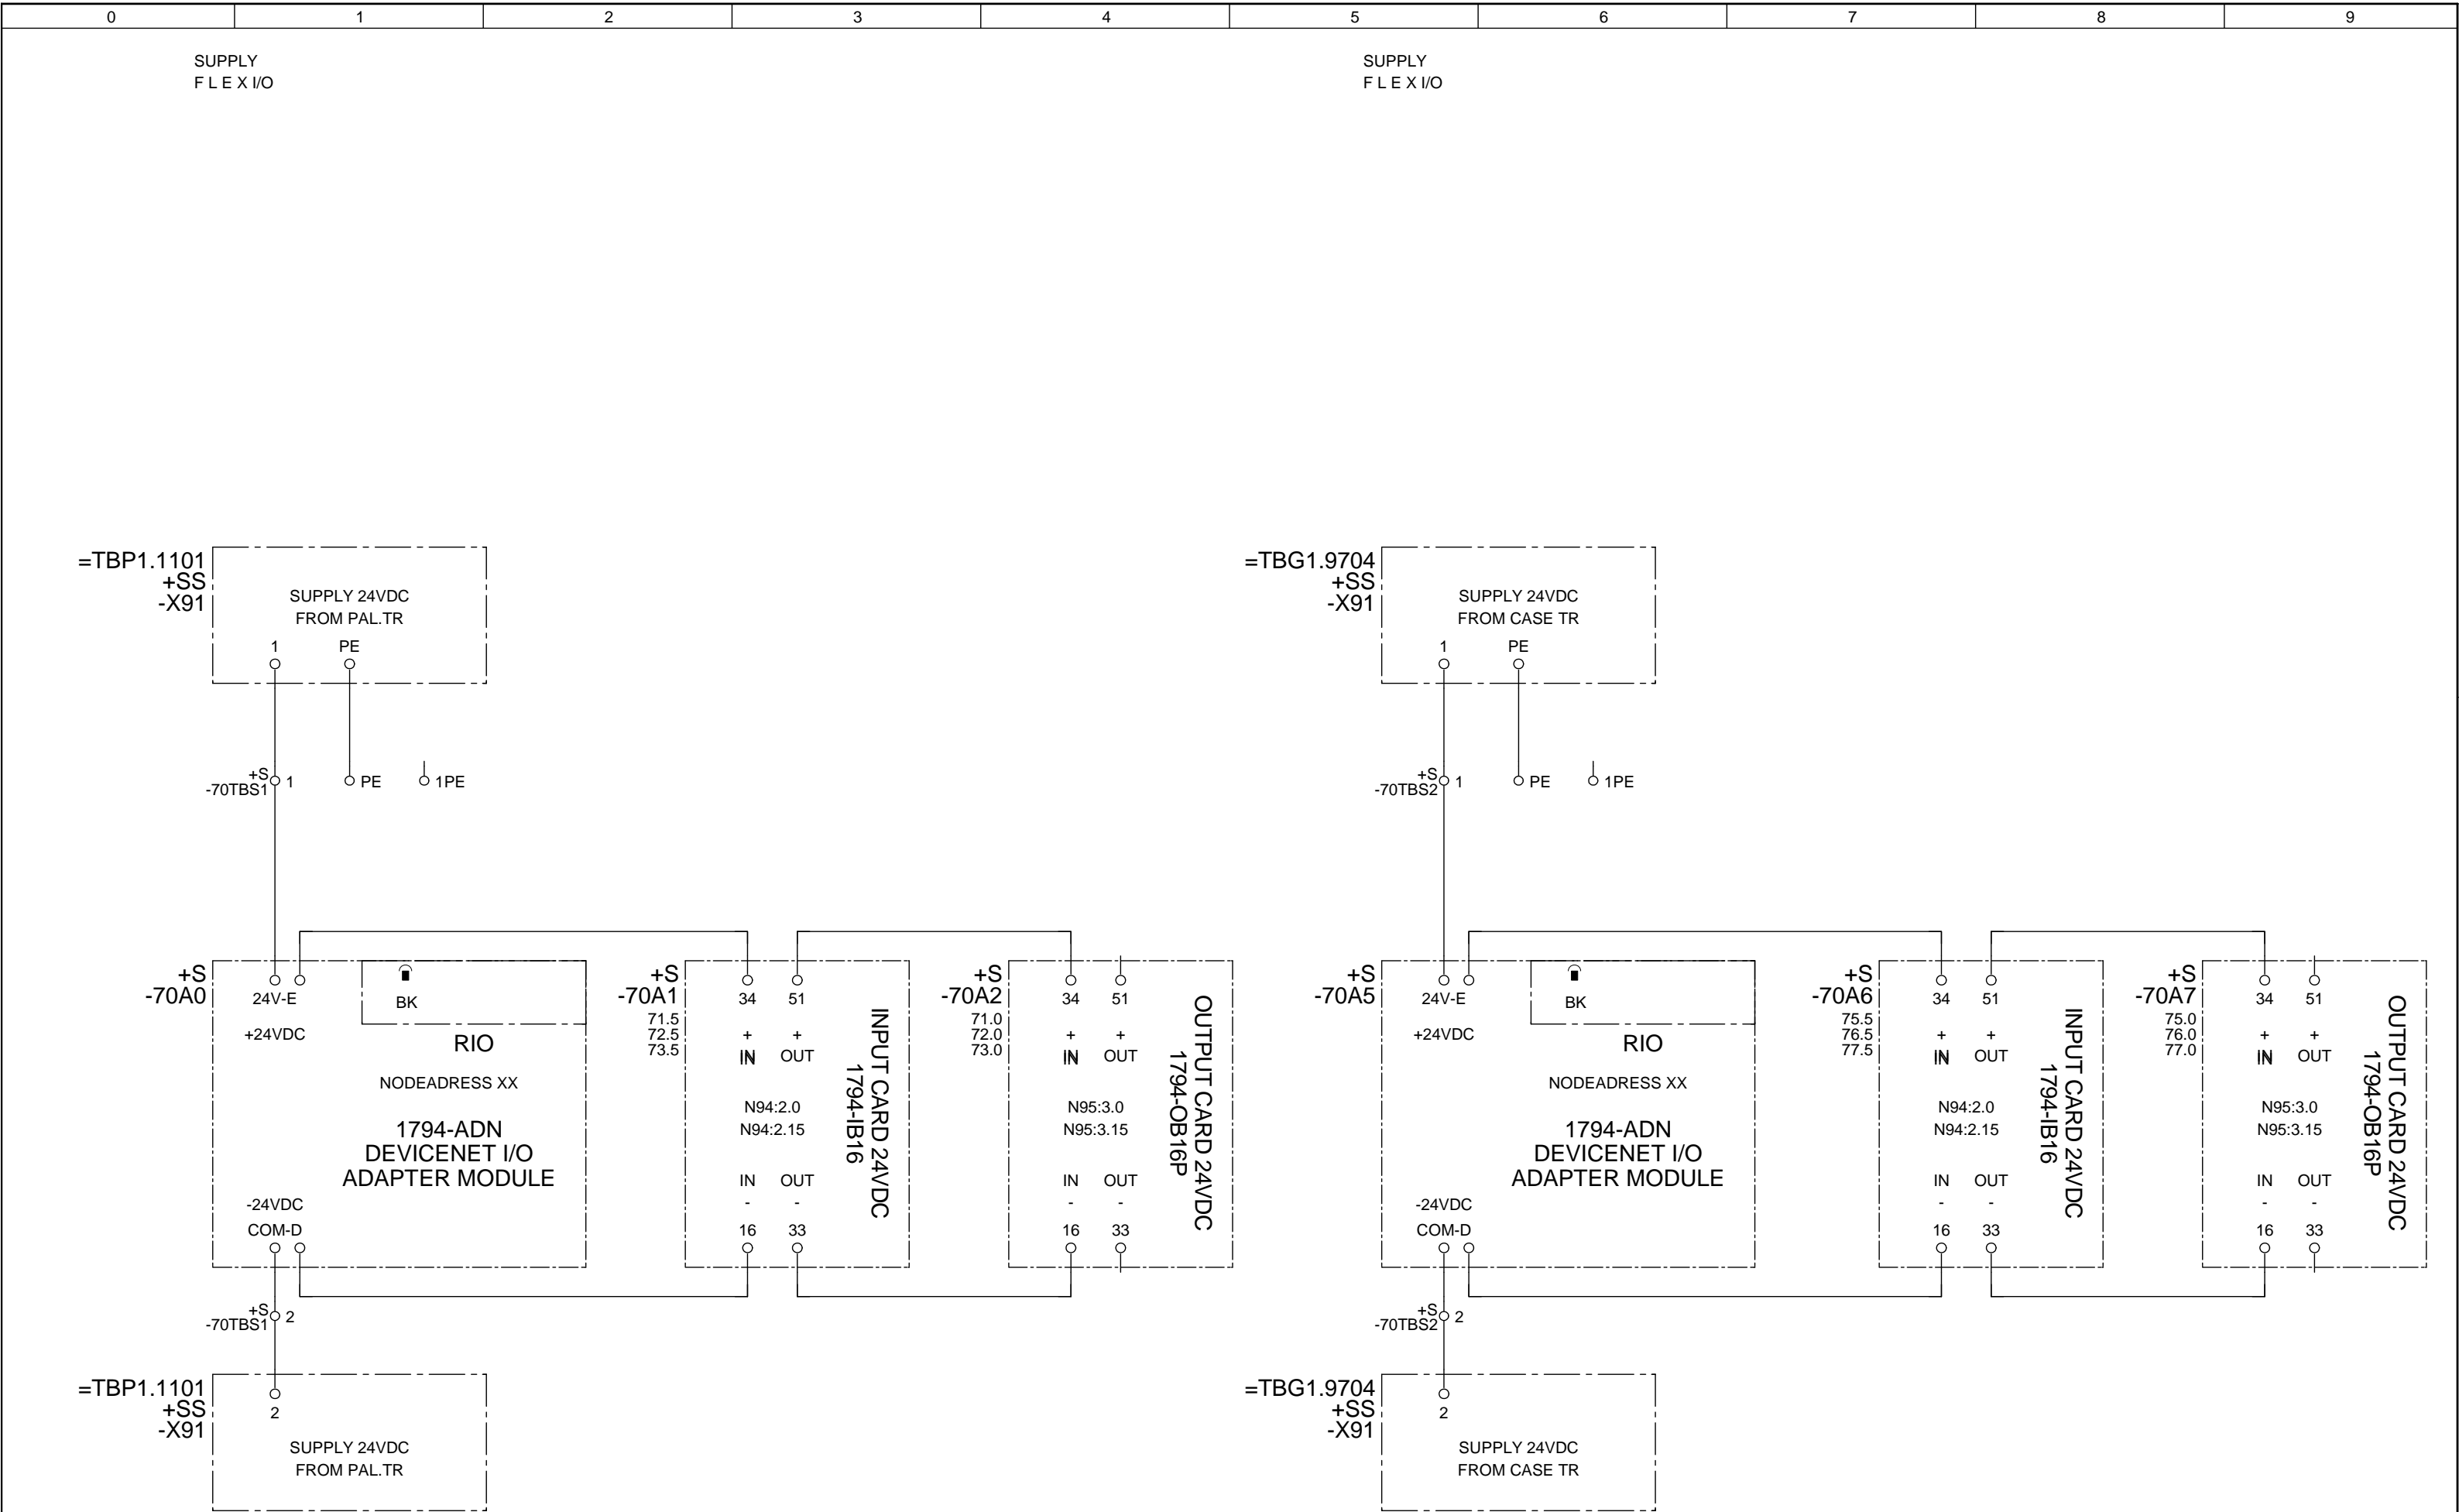 0 1 2 3 4 5 6 7 8 9
SUPPLY
F L E X I/O
SUPPLY
F L E X I/O
=TBP1.1101
+SS
-X91
SUPPLY 24VDC
FROM PAL.TR
1 PE
=TBG1.9704
+SS
-X91
SUPPLY 24VDC
FROM CASE TR
1 PE
+S
-70TBS1
1 PE 1PE
+S
-70TBS2
1 PE 1PE
+S
-70A0
24V-E
+24VDC
BK
RIO
NODEADRESS XX
1794-ADN
DEVICENET I/O
ADAPTER MODULE
-24VDC
COM-D
+S
-70A1
71.5
72.5
73.5
34 51
+ +
IN OUT
N94:2.0
N94:2.15
IN OUT
- -
16 33
INPUT CARD 24VDC
1794-IB16
+S
-70A2
71.0
72.0
73.0
34 51
+ +
IN OUT
N95:3.0
N95:3.15
IN OUT
- -
16 33
OUTPUT CARD 24VDC
1794-OB16P
+S
-70A5
24V-E
+24VDC
BK
RIO
NODEADRESS XX
1794-ADN
DEVICENET I/O
ADAPTER MODULE
-24VDC
COM-D
+S
-70A6
75.5
76.5
77.5
34 51
+ +
IN OUT
N94:2.0
N94:2.15
IN OUT
- -
16 33
INPUT CARD 24VDC
1794-IB16
+S
-70A7
75.0
76.0
77.0
34 51
+ +
IN OUT
N95:3.0
N95:3.15
IN OUT
- -
16 33
OUTPUT CARD 24VDC
1794-OB16P
+S
-70TBS1
2
+S
-70TBS2
2
=TBP1.1101
+SS
-X91
2
SUPPLY 24VDC
FROM PAL.TR
=TBG1.9704
+SS
-X91
2
SUPPLY 24VDC
FROM CASE TR